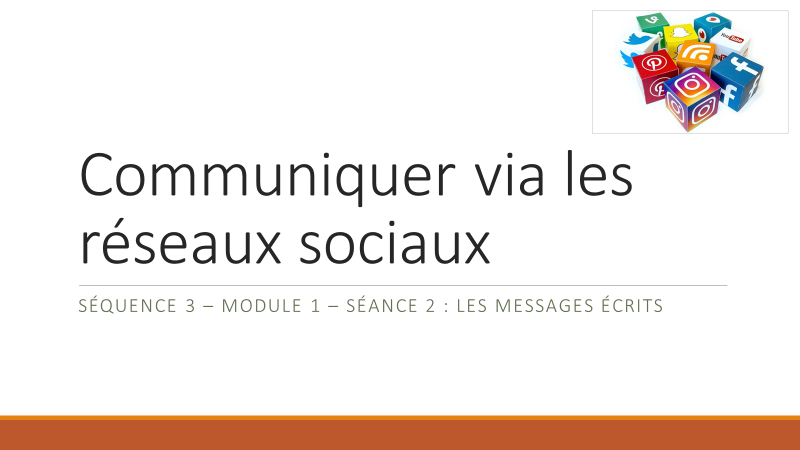 Communiquer via les
réseaux sociaux
SÉQUENCE 3 – MODULE 1 – SÉANCE 2 : LES MESSAGES ÉCRITS